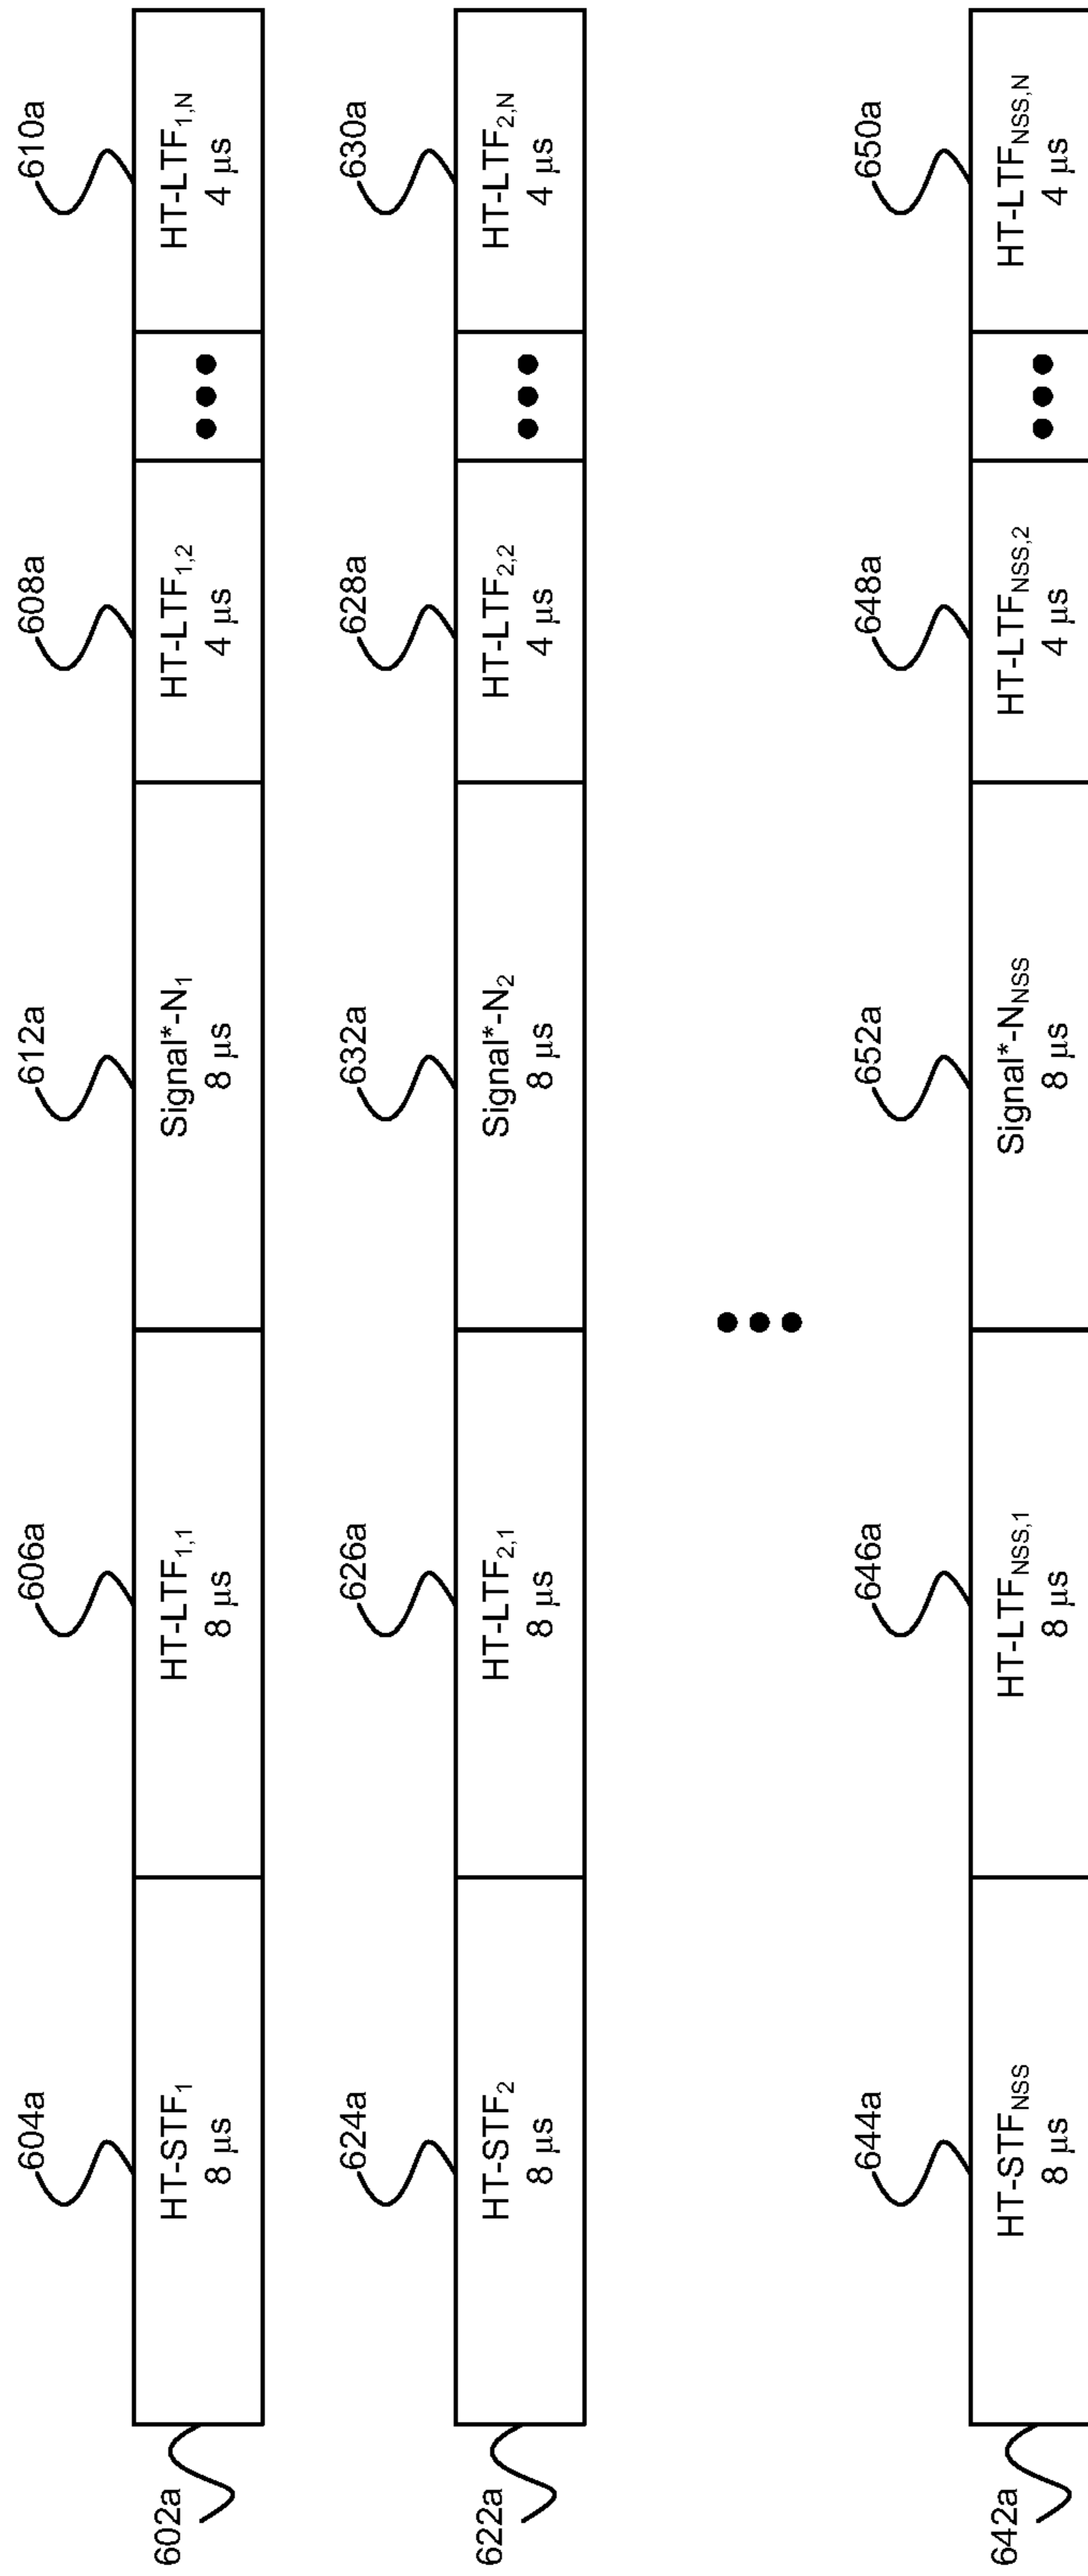 604a 606a 612a 608a 610a
602a
HT-STF1
8 μs
HT-LTF1,1
8 μs
Signal*-N1
8 μs
HT-LTF1,2
4 μs
HT-LTF1,N
4 μs
624a 626a 632a 628a 630a
622a
HT-STF2
8 μs
HT-LTF2,1
8 μs
Signal*-N2
8 μs
HT-LTF2,2
4 μs
HT-LTF2,N
4 μs
644a 646a 652a 648a 650a
642a
HT-STFNSS
8 μs
HT-LTFNSS,1
8 μs
Signal*-NNSS
8 μs
HT-LTFNSS,2
4 μs
HT-LTFNSS,N
4 μs